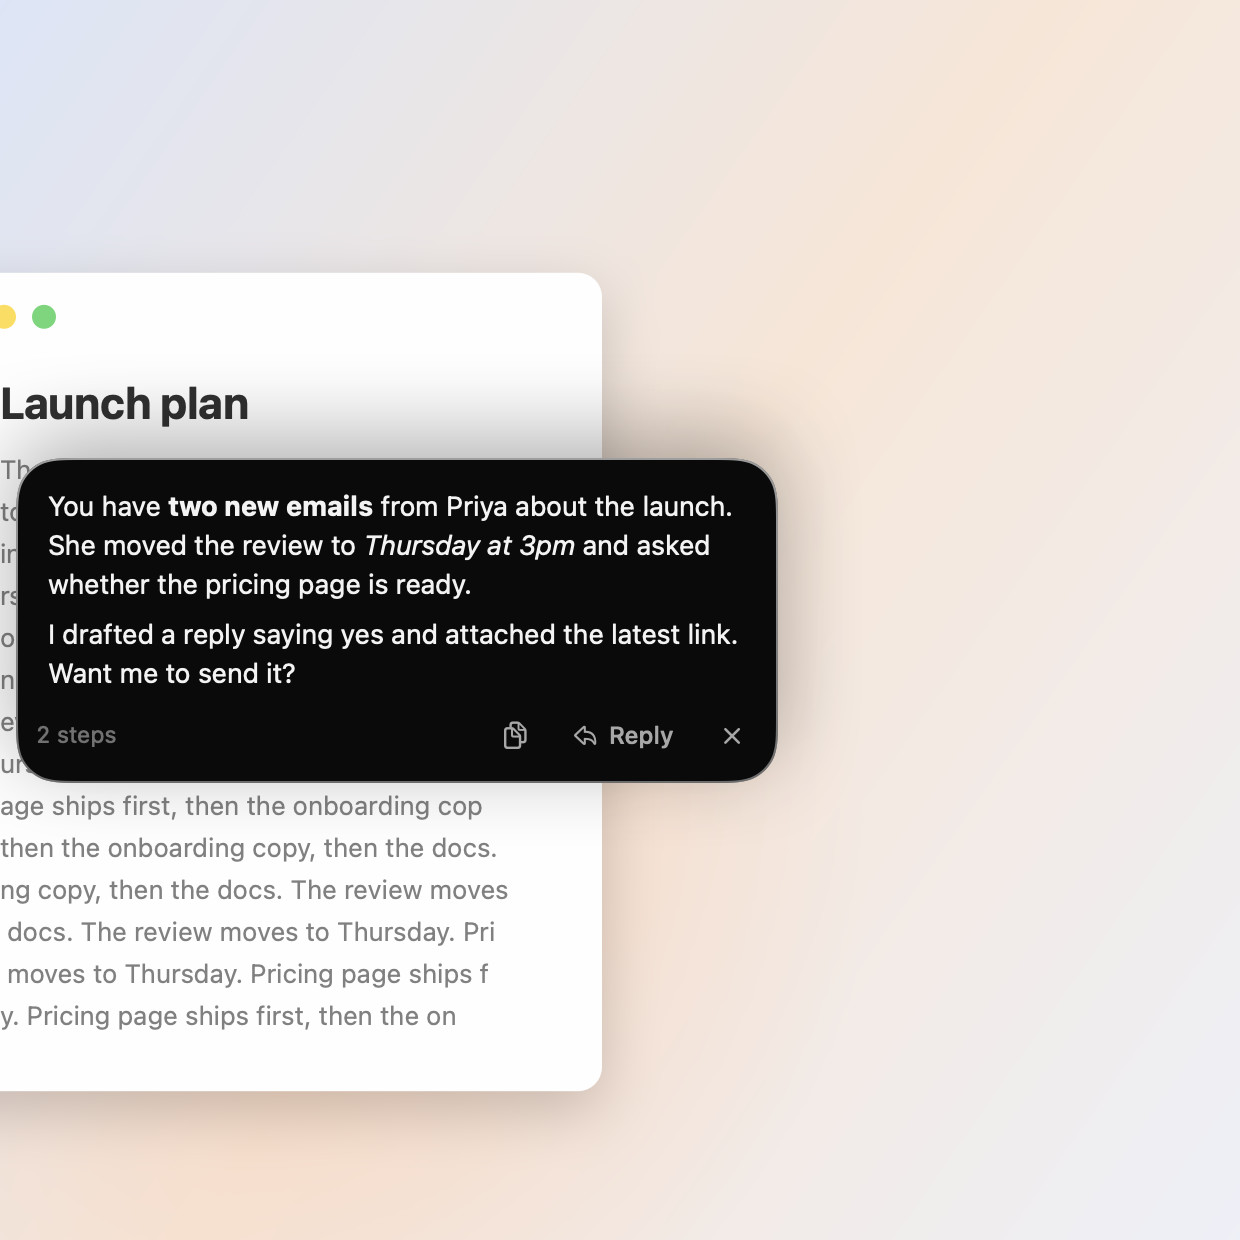 Launch plan
You have two new emails from Priya about the launch.
She moved the review to Thursday at 3pm and asked
whether the pricing page is ready.
I drafted a reply saying yes and attached the latest link.
Want me to send it?
2 steps
Reply
age ships first, then the onboarding cop
then the onboarding copy, then the docs.
ng copy, then the docs. The review moves
docs. The review moves to Thursday. Pri
moves to Thursday. Pricing page ships f
y. Pricing page ships first, then the on